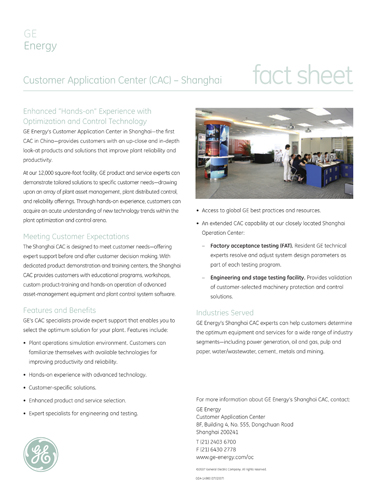 GE
Energy
Customer Application Center (CAC) – Shanghai
fact sheet
Enhanced "Hands-on" Experience with
Optimization and Control Technology
GE Energy's Customer Application Center in Shanghai—the first
CAC in China—provides customers with an up-close and in-depth
look at products and solutions that improve plant reliability and
productivity.
At our 12,000 square-foot facility, GE product and service experts can
demonstrate tailored solutions to specific customer needs—drawing
upon an array of plant asset management, plant distributed control,
and reliability offerings. Through hands-on experience, customers can
acquire an acute understanding of new technology trends within the
plant optimization and control arena.
Meeting Customer Expectations
The Shanghai CAC is designed to meet customer needs—offering
expert support before and after customer decision making. With
dedicated product demonstration and training centers, the Shanghai
CAC provides customers with educational programs, workshops,
custom product-training and hands-on operation of advanced
asset-management equipment and plant control system software.
Features and Benefits
GE's CAC specialists provide expert support that enables you to
select the optimum solution for your plant. Features include:
• Plant operations simulation environment. Customers can
familiarize themselves with available technologies for
improving productivity and reliability.
• Hands-on experience with advanced technology.
• Customer-specific solutions.
• Enhanced product and service selection.
• Expert specialists for engineering and testing.
• Access to global GE best practices and resources.
• An extended CAC capability at our closely located Shanghai
Operation Center:
– Factory acceptance testing (FAT). Resident GE technical
experts resolve and adjust system design parameters as
part of each testing program.
– Engineering and stage testing facility. Provides validation
of customer-selected machinery protection and control
solutions.
Industries Served
GE Energy's Shanghai CAC experts can help customers determine
the optimum equipment and services for a wide range of industry
segments—including power generation, oil and gas, pulp and
paper, water/wastewater, cement, metals and mining.
For more information about GE Energy's Shanghai CAC, contact:
GE Energy
Customer Application Center
8F, Building A, No. 555, Dongchuan Road
Shanghai 200241
T (21) 2403 6700
F (21) 6430 2779
www.ge-energy.com/oc
©2007 General Electric Company. All rights reserved.
GE